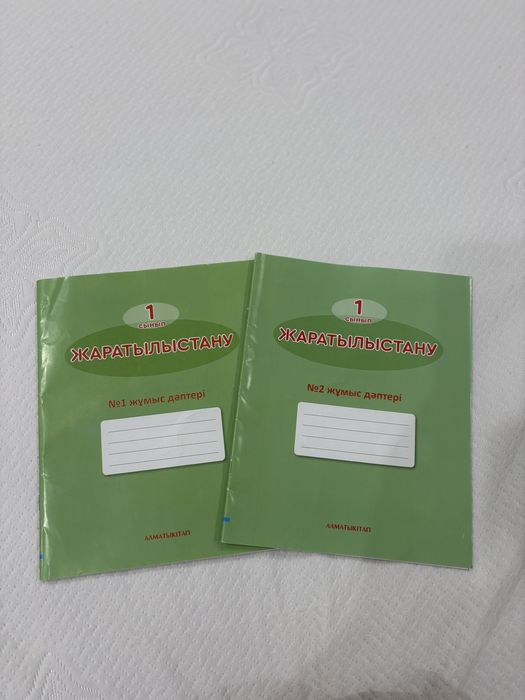 1
СЫНЫП
ЖАРАТЫЛЫСТАНУ
№1 жұмыс дәптері
АЛМАТЫКІТАП
1
СЫНЫП
ЖАРАТЫЛЫСТАНУ
№2 жұмыс дәптері
АЛМАТЫКІТАП